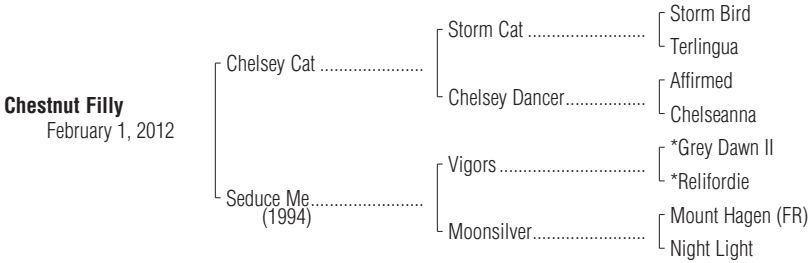 Chestnut Filly
February 1, 2012
Chelsey Cat ......................
Seduce Me........................
(1994)
Storm Cat .........................
Chelsey Dancer.................
Vigors ...............................
Moonsilver........................
Storm Bird
Terlingua
Affirmed
Chelseanna
*Grey Dawn II
*Relifordie
Mount Hagen (FR)
Night Light